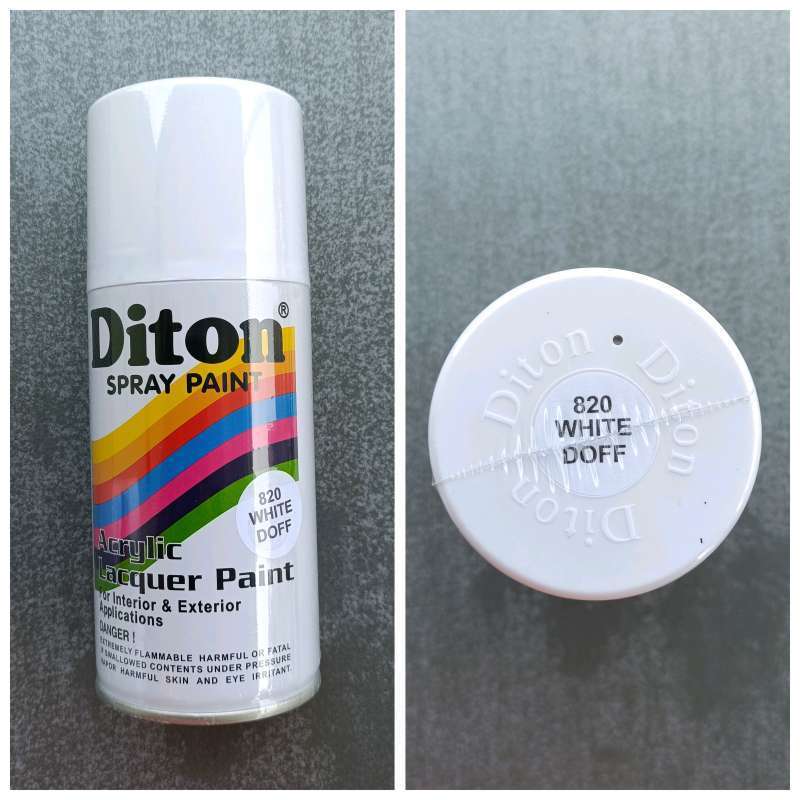 Diton®
SPRAY PAINT
820
WHITE
DOFF
Acrylic
Lacquer Paint
For Interior & Exterior
Applications
DANGER !
EXTREMELY FLAMMABLE HARMFUL OR FATAL
IF SWALLOWED CONTENTS UNDER PRESSURE
VAPOR HARMFUL SKIN AND EYE IRRITANT.
Diton
Diton
Diton
820
WHITE
DOFF
Diton